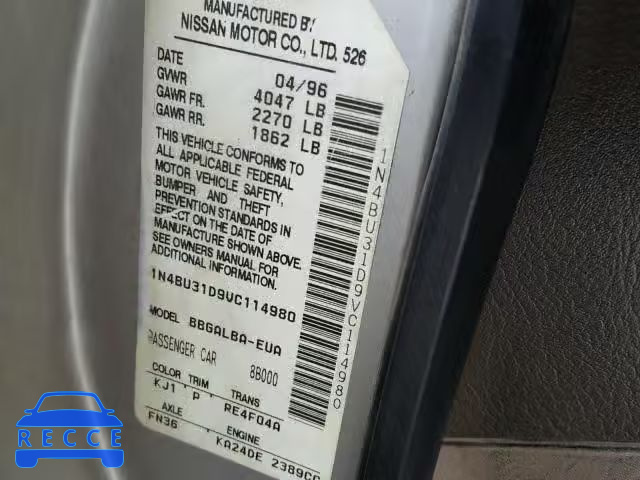 MANUFACTURED BY
NISSAN MOTOR CO., LTD. 526
DATE 04/96
GVWR 4047 LB
GAWR FR. 2270 LB
GAWR RR. 1862 LB
THIS VEHICLE CONFORMS TO
ALL APPLICABLE FEDERAL
MOTOR VEHICLE SAFETY,
BUMPER AND THEFT
PREVENTION STANDARDS IN
EFFECT ON THE DATE OF
MANUFACTURE SHOWN ABOVE.
SEE OWNERS MANUAL FOR
ADDITIONAL INFORMATION.
1N4BU31D9VC114980
MODEL BBGALBA-EUA
PASSENGER CAR 8B000
COLOR TRIM TRANS
KJ1 P RE4F04A
AXLE ENGINE
FN36 KA24DE 2389CC
1N4BU31D9VC114980
RECCE